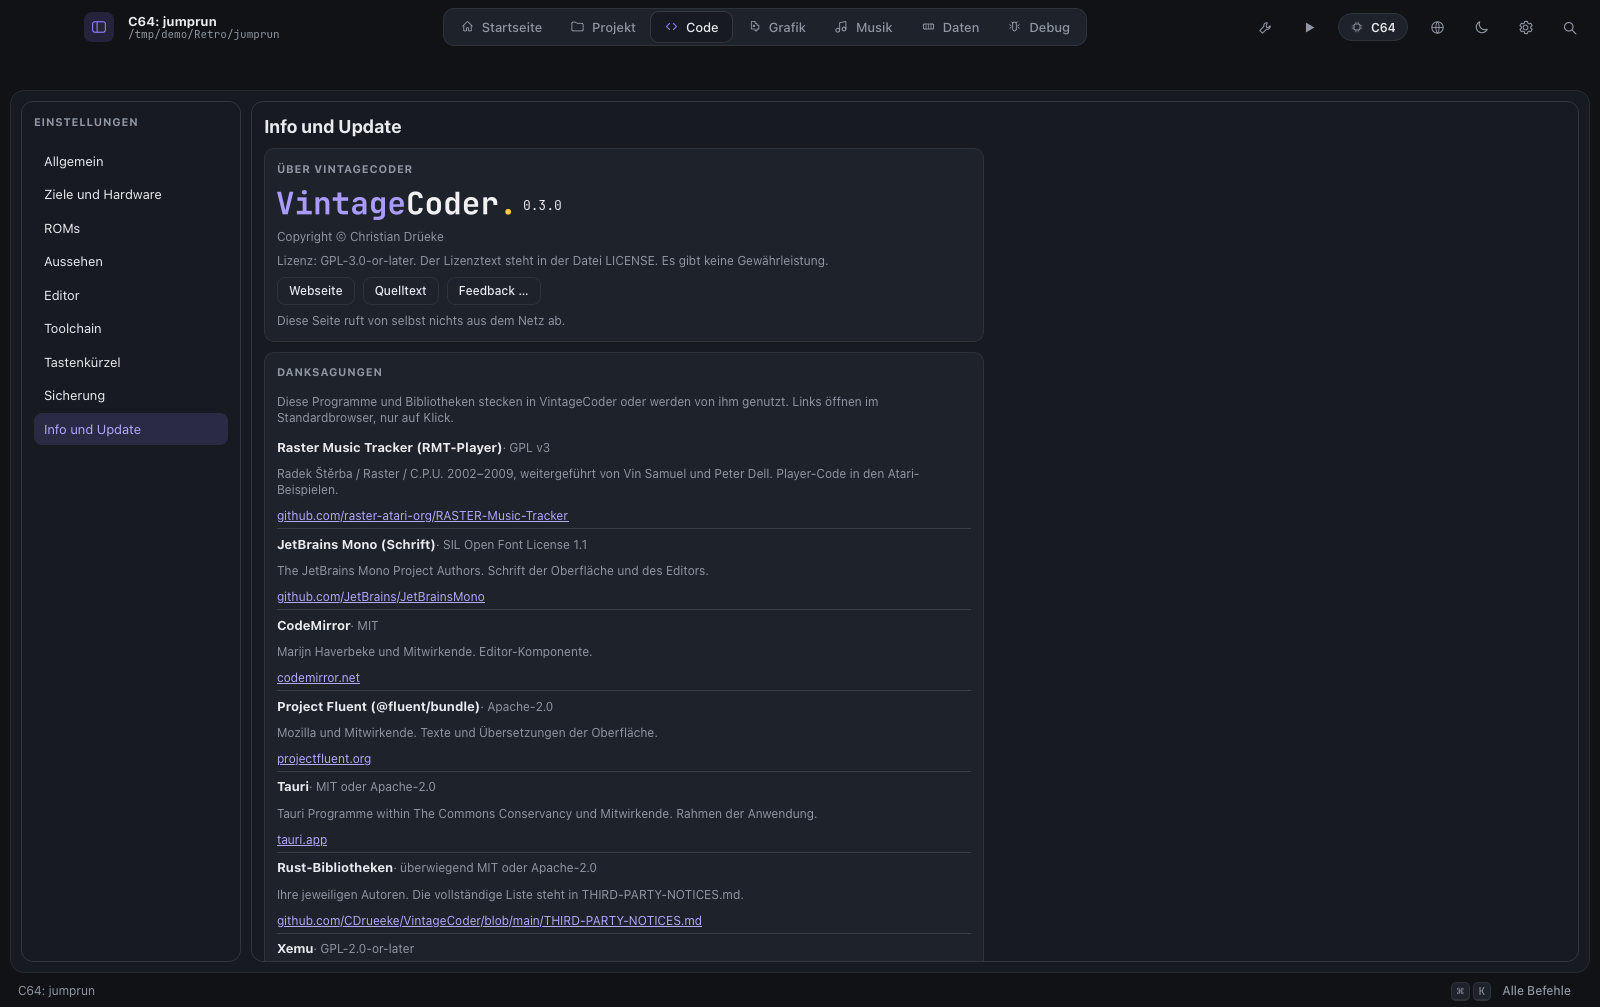 C64: jumprun
/tmp/demo/Retro/jumprun
Startseite
Projekt
Code
Grafik
Musik
Daten
Debug
C64
EINSTELLUNGEN
Allgemein
Ziele und Hardware
ROMs
Aussehen
Editor
Toolchain
Tastenkürzel
Sicherung
Info und Update
Info und Update
ÜBER VINTAGECODER
VintageCoder. 0.3.0
Copyright © Christian Drüeke
Lizenz: GPL-3.0-or-later. Der Lizenztext steht in der Datei LICENSE. Es gibt keine Gewährleistung.
Webseite
Quelltext
Feedback ...
Diese Seite ruft von selbst nichts aus dem Netz ab.
DANKSAGUNGEN
Diese Programme und Bibliotheken stecken in VintageCoder oder werden von ihm genutzt. Links öffnen im
Standardbrowser, nur auf Klick.
Raster Music Tracker (RMT-Player)· GPL v3
Radek Štěrba / Raster / C.P.U. 2002–2009, weitergeführt von Vin Samuel und Peter Dell. Player-Code in den Atari-
Beispielen.
github.com/raster-atari-org/RASTER-Music-Tracker
JetBrains Mono (Schrift)· SIL Open Font License 1.1
The JetBrains Mono Project Authors. Schrift der Oberfläche und des Editors.
github.com/JetBrains/JetBrainsMono
CodeMirror· MIT
Marijn Haverbeke und Mitwirkende. Editor-Komponente.
codemirror.net
Project Fluent (@fluent/bundle)· Apache-2.0
Mozilla und Mitwirkende. Texte und Übersetzungen der Oberfläche.
projectfluent.org
Tauri· MIT oder Apache-2.0
Tauri Programme within The Commons Conservancy und Mitwirkende. Rahmen der Anwendung.
tauri.app
Rust-Bibliotheken· überwiegend MIT oder Apache-2.0
Ihre jeweiligen Autoren. Die vollständige Liste steht in THIRD-PARTY-NOTICES.md.
github.com/CDrueeke/VintageCoder/blob/main/THIRD-PARTY-NOTICES.md
Xemu· GPL-2.0-or-later
C64: jumprun
⌘ K Alle Befehle